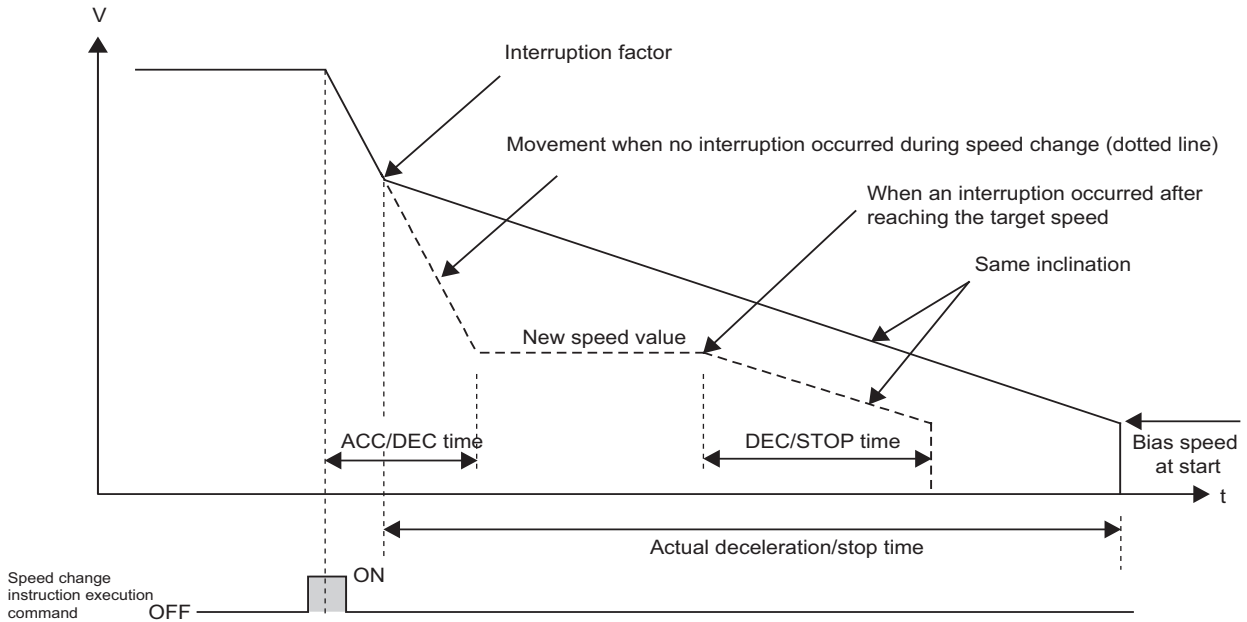 V
Interruption factor
Movement when no interruption occurred during speed change (dotted line)
When an interruption occurred after
reaching the target speed
Same inclination
New speed value
ACC/DEC time
DEC/STOP time
Bias speed
at start
t
Actual deceleration/stop time
Speed change
instruction execution
command
ON
OFF